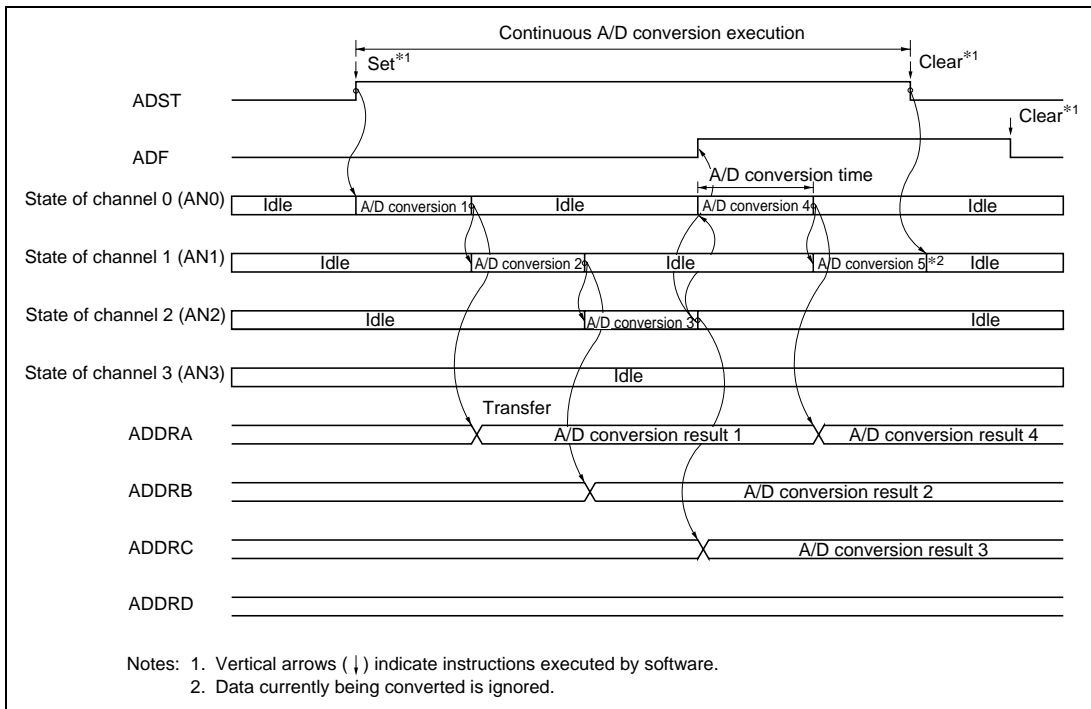 Continuous A/D conversion execution
Set*1
Clear*1
ADST
Clear*1
ADF
A/D conversion time
State of channel 0 (AN0)
Idle
A/D conversion 1
Idle
A/D conversion 4
Idle
State of channel 1 (AN1)
Idle
A/D conversion 2
Idle
A/D conversion 5
*2
Idle
State of channel 2 (AN2)
Idle
A/D conversion 3
Idle
State of channel 3 (AN3)
Idle
Transfer
ADDRA
A/D conversion result 1
A/D conversion result 4
ADDRB
A/D conversion result 2
ADDRC
A/D conversion result 3
ADDRD
Notes: 1. Vertical arrows (↓) indicate instructions executed by software.
2. Data currently being converted is ignored.